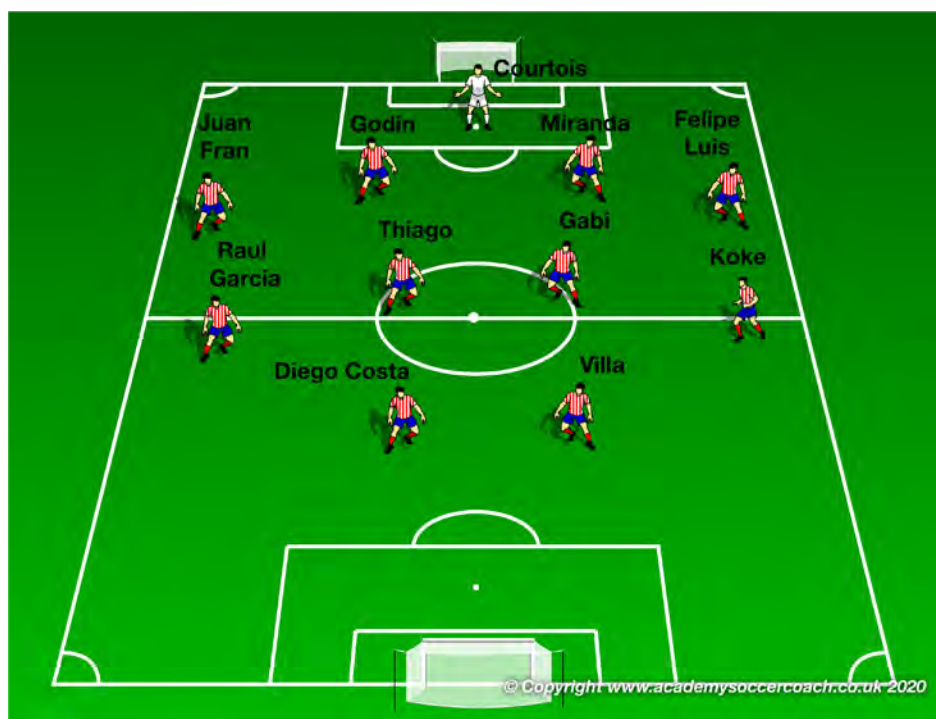 Courtois
Juan
Fran
Godin
Miranda
Felipe
Luis
Raul
Garcia
Thiago
Gabi
Koke
Diego Costa
Villa
© Copyright www.academysoccercoach.co.uk 2020